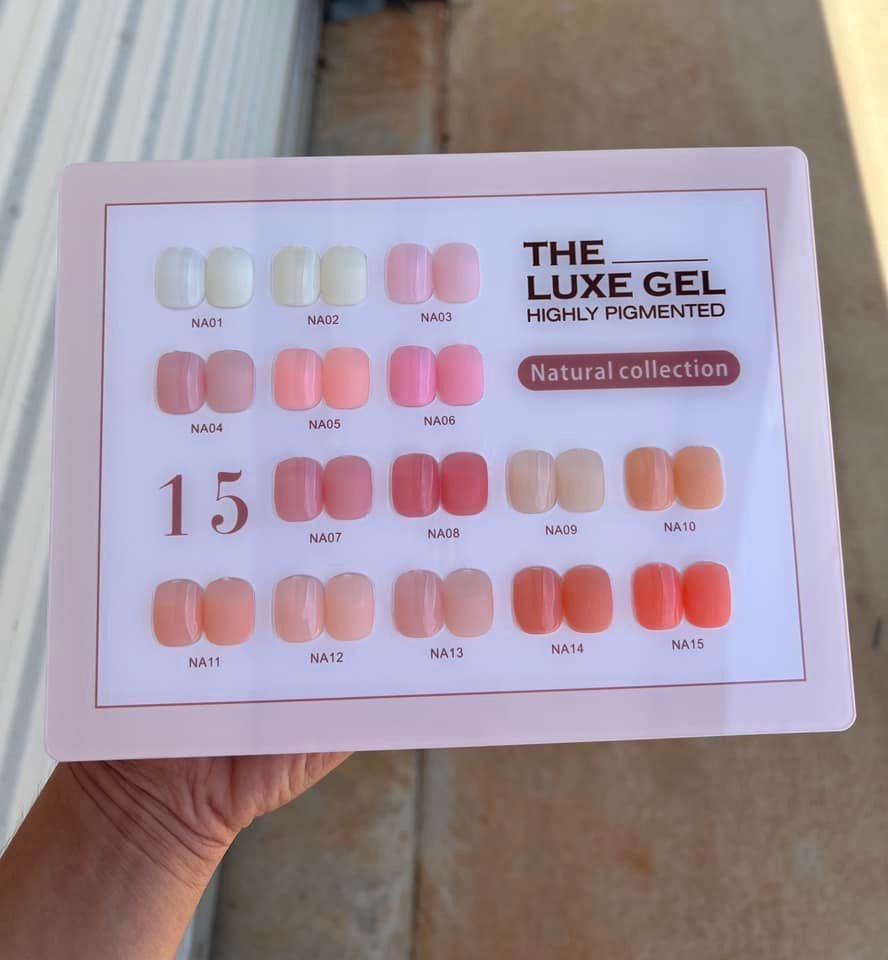 THE
LUXE GEL
HIGHLY PIGMENTED
Natural collection
NA01 NA02 NA03
NA04 NA05 NA06
15
NA07 NA08 NA09 NA10
NA11 NA12 NA13 NA14 NA15